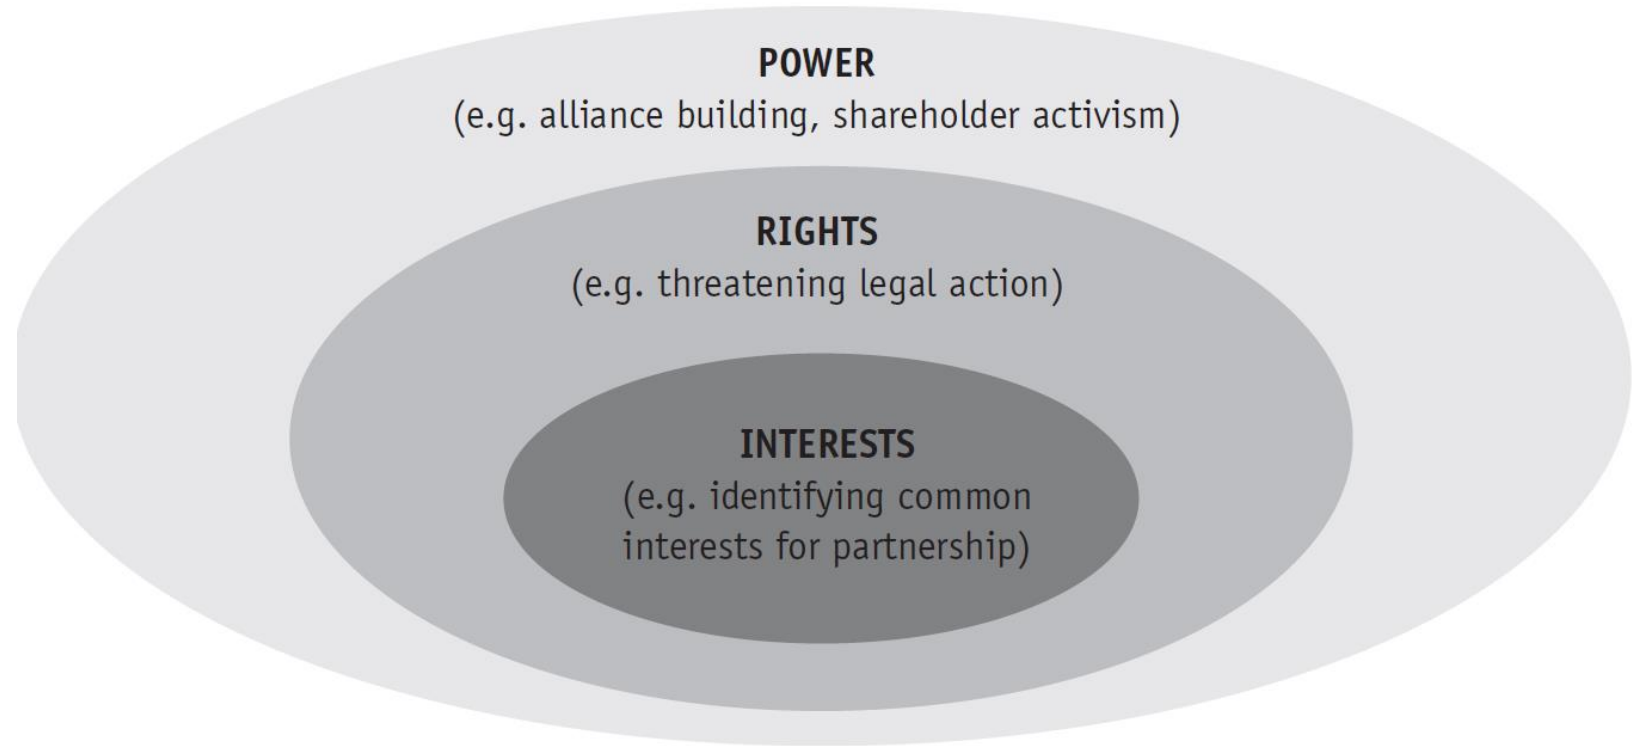 POWER
(e.g. alliance building, shareholder activism)
RIGHTS
(e.g. threatening legal action)
INTERESTS
(e.g. identifying common
interests for partnership)